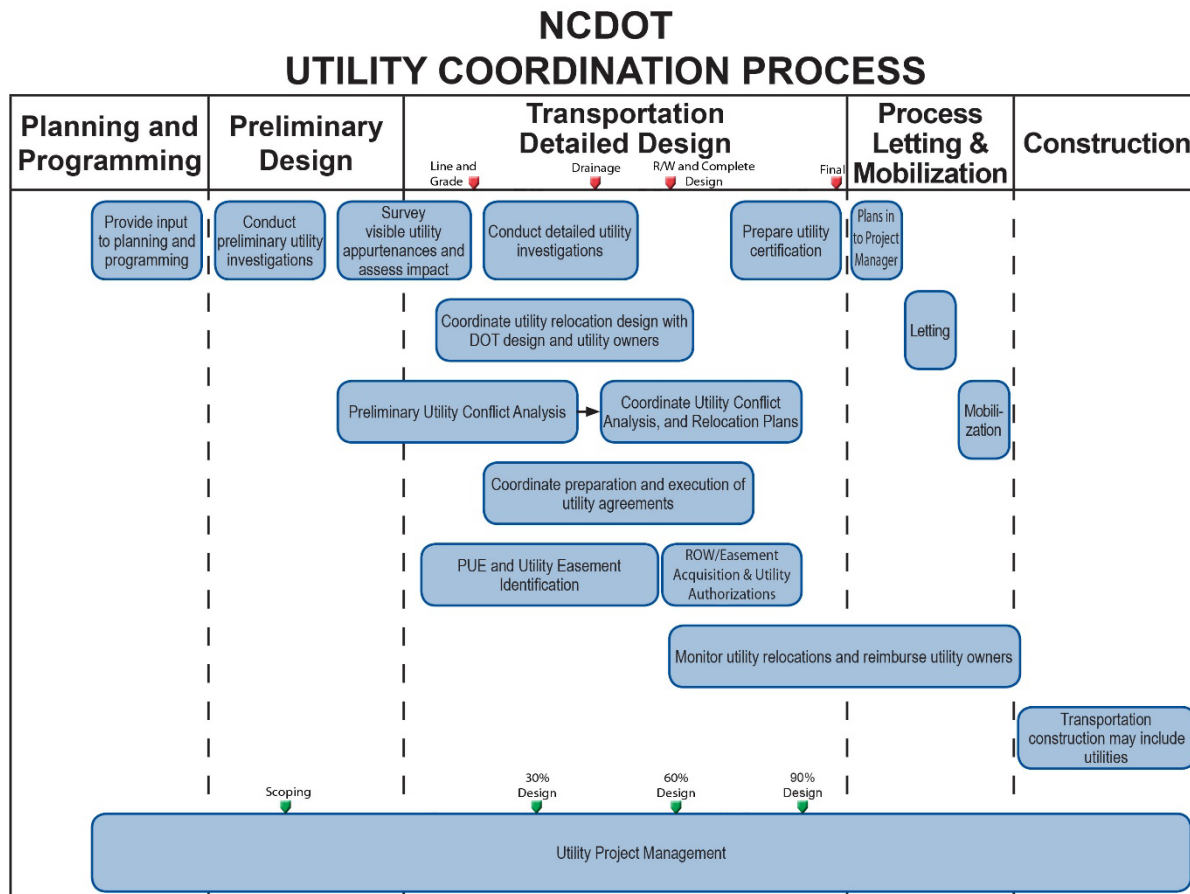 NCDOT
UTILITY COORDINATION PROCESS
Planning and
Programming
Preliminary
Design
Transportation
Detailed Design
Process
Letting &
Mobilization
Construction
Line and
Grade
Drainage
R/W and Complete
Design
Final
Provide input
to planning and
programming
Conduct
preliminary utility
investigations
Survey
visible utility
appurtenances and
assess impact
Conduct detailed utility
investigations
Prepare utility
certification
Plans in
to Project
Manager
Coordinate utility relocation design with
DOT design and utility owners
Letting
Preliminary Utility Conflict Analysis
Coordinate Utility Conflict
Analysis, and Relocation Plans
Mobili-
zation
Coordinate preparation and execution of
utility agreements
PUE and Utility Easement
Identification
ROW/Easement
Acquisition & Utility
Authorizations
Monitor utility relocations and reimburse utility owners
Transportation
construction may include
utilities
Scoping
30%
Design
60%
Design
90%
Design
Utility Project Management